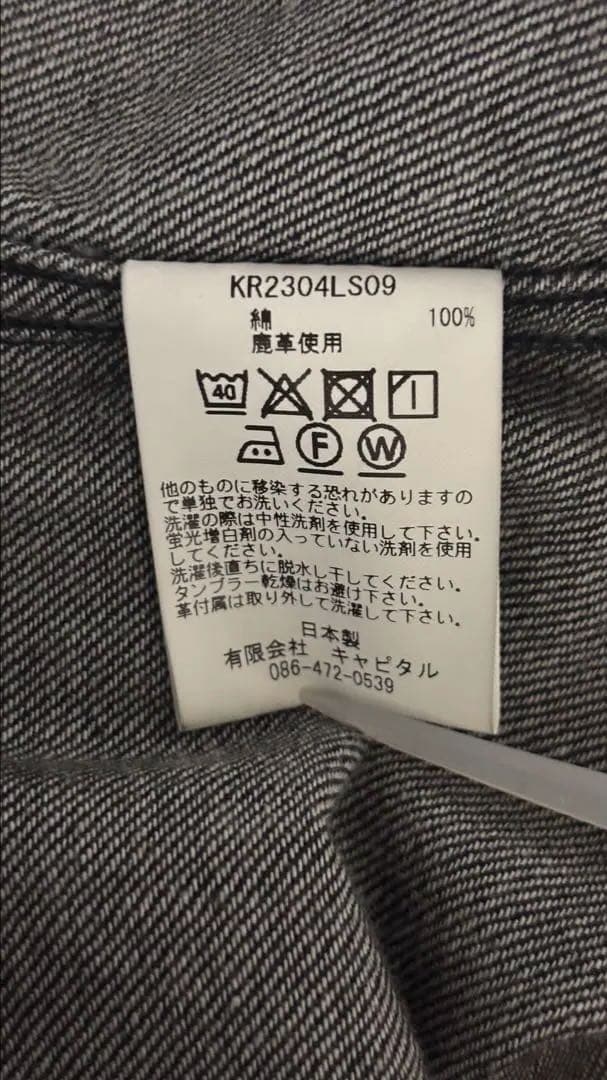 KR2304LS09
綿 100%
鹿革使用
40
F W
他のものに移染する恐れがありますの
で単独でお洗いください。
洗濯の際は中性洗剤を使用して下さい。
蛍光増白剤の入っていない洗剤を使用
してください。
洗濯後直ちに脱水し干してください。
タンブラー乾燥はお避け下さい。
革付属は取り外して洗濯して下さい。
日本製
有限会社 キャピタル
086-472-0539